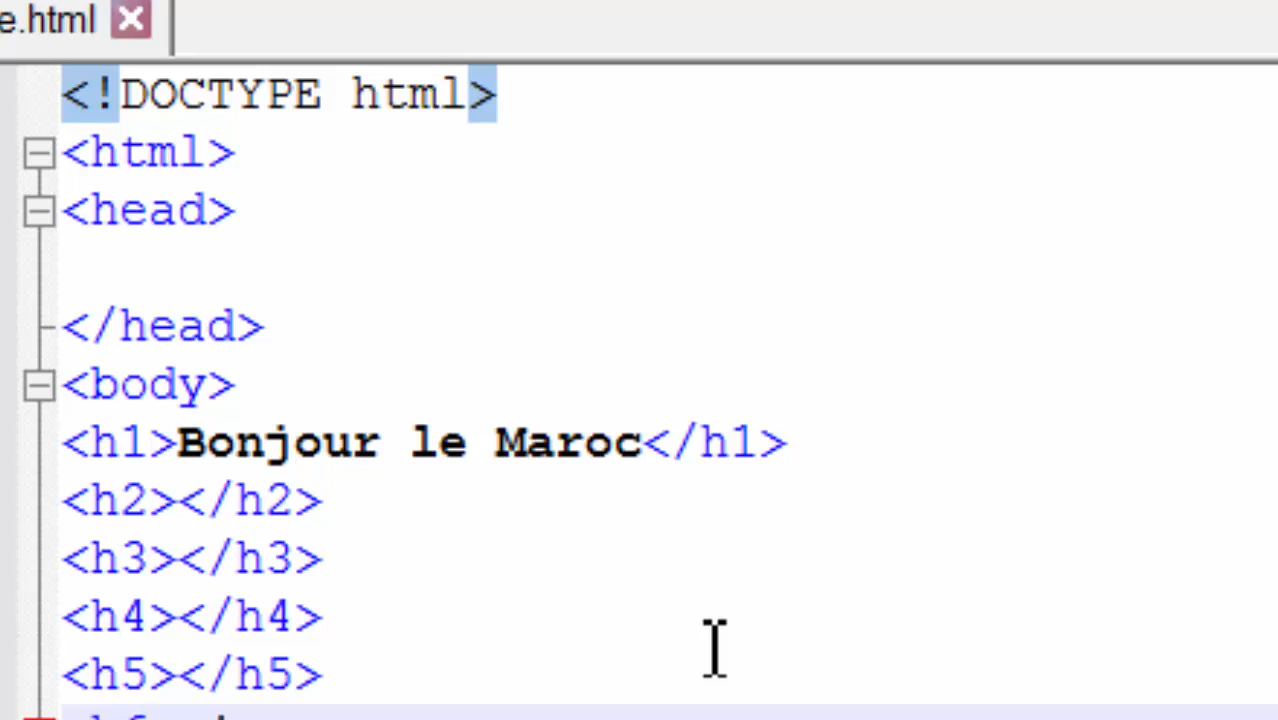 e.html
<!DOCTYPE html>
<html>
<head>
</head>
<body>
<h1>Bonjour le Maroc</h1>
<h2></h2>
<h3></h3>
<h4></h4>
<h5></h5>